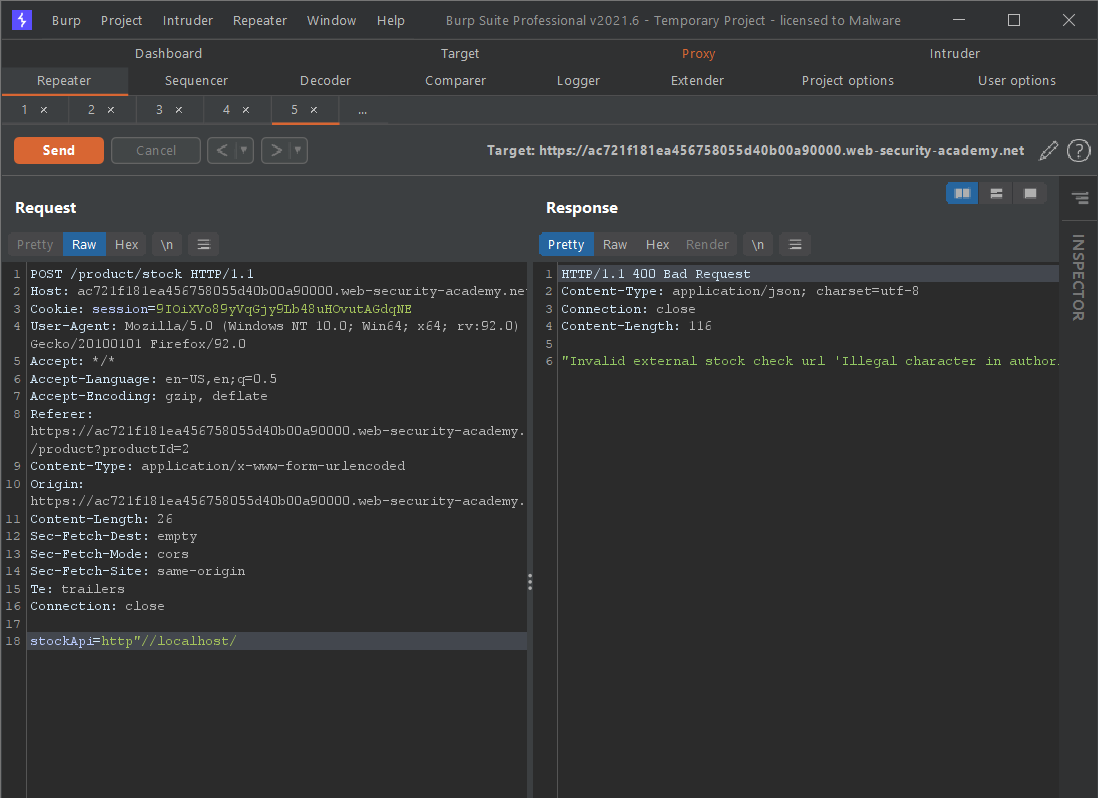 Burp Project Intruder Repeater Window Help Burp Suite Professional v2021.6 - Temporary Project - licensed to Malware
Dashboard Target Proxy Intruder
Repeater Sequencer Decoder Comparer Logger Extender Project options User options
1 × 2 × 3 × 4 × 5 × ...
Send Cancel < > Target: https://ac721f181ea456758055d40b00a90000.web-security-academy.net ?
Request
Pretty Raw Hex \n
1 POST /product/stock HTTP/1.1
2 Host: ac721f181ea456758055d40b00a90000.web-security-academy.net
3 Cookie: session=9IOiXVo89yVqGjy9Lb48uHOvutAGdqNE
4 User-Agent: Mozilla/5.0 (Windows NT 10.0; Win64; x64; rv:92.0)
Gecko/20100101 Firefox/92.0
5 Accept: */*
6 Accept-Language: en-US,en;q=0.5
7 Accept-Encoding: gzip, deflate
8 Referer:
https://ac721f181ea456758055d40b00a90000.web-security-academy.
/product?productId=2
9 Content-Type: application/x-www-form-urlencoded
10 Origin:
https://ac721f181ea456758055d40b00a90000.web-security-academy.
11 Content-Length: 26
12 Sec-Fetch-Dest: empty
13 Sec-Fetch-Mode: cors
14 Sec-Fetch-Site: same-origin
15 Te: trailers
16 Connection: close
17
18 stockApi=http"//localhost/
Response
Pretty Raw Hex Render \n
1 HTTP/1.1 400 Bad Request
2 Content-Type: application/json; charset=utf-8
3 Connection: close
4 Content-Length: 116
5
6 "Invalid external stock check url 'Illegal character in author
INSPECTOR